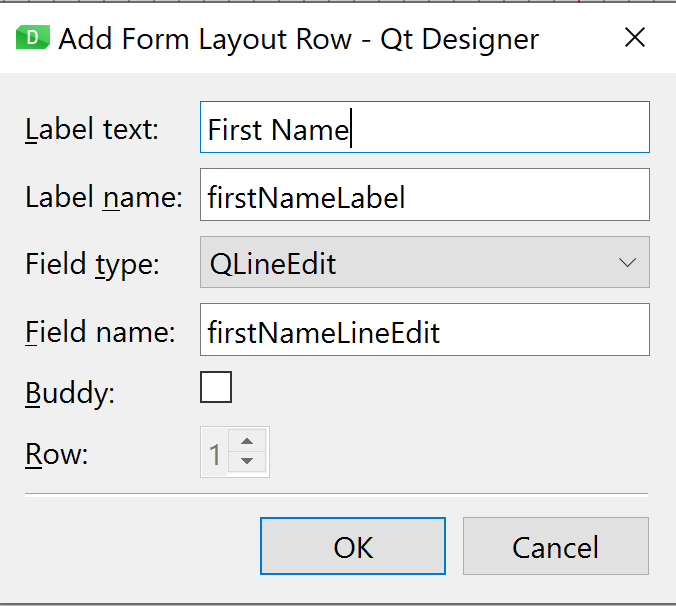 D Add Form Layout Row - Qt Designer
Label text: First Name
Label name: firstNameLabel
Field type: QLineEdit
Field name: firstNameLineEdit
Buddy:
Row: 1
OK Cancel